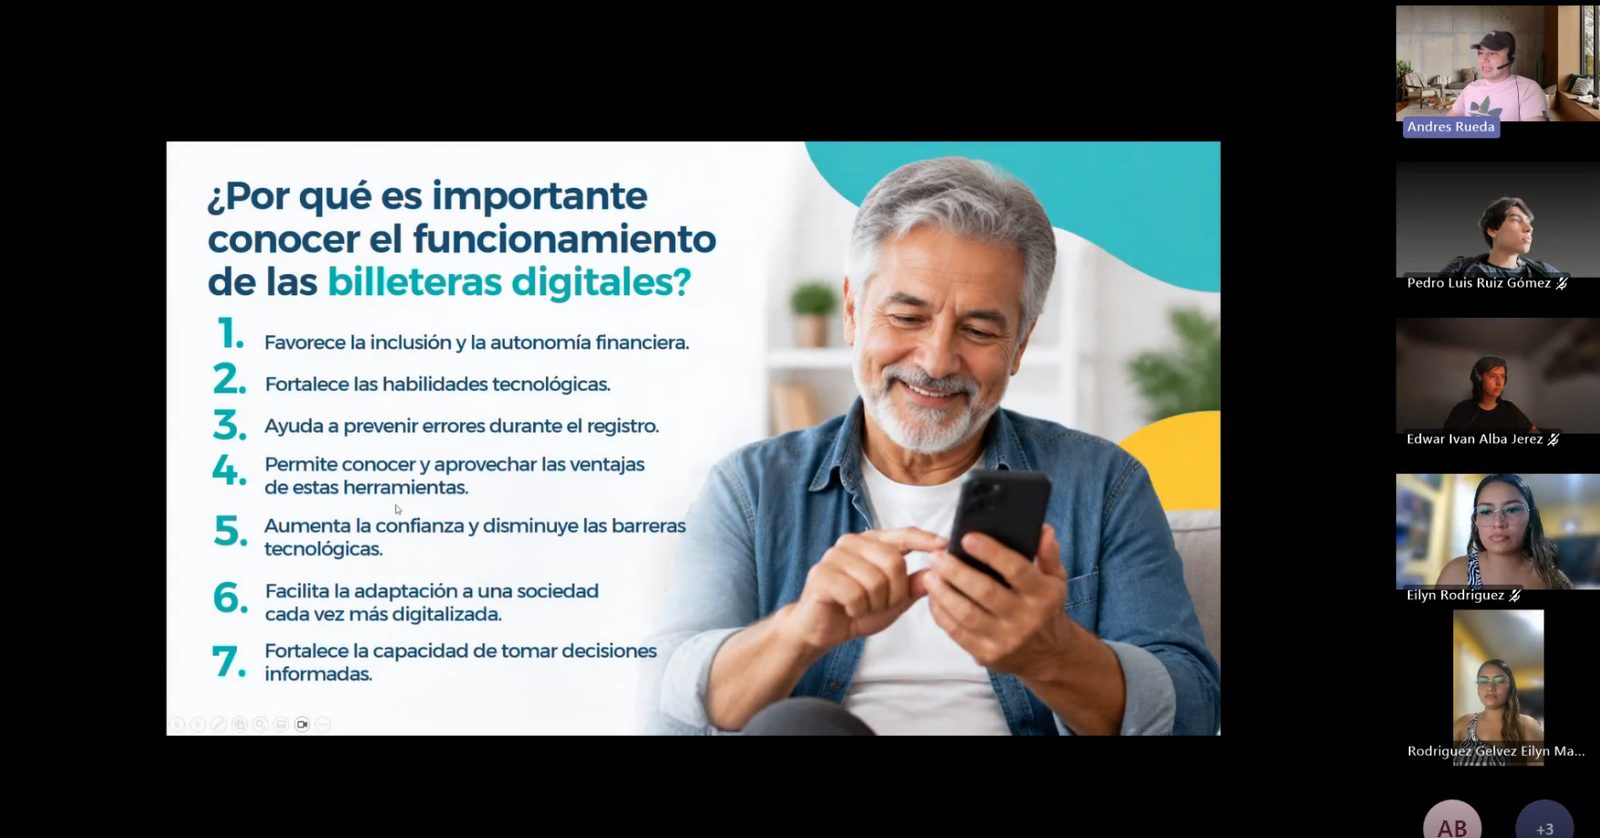 ¿Por qué es importante
conocer el funcionamiento
de las billeteras digitales?
1. Favorece la inclusión y la autonomía financiera.
2. Fortalece las habilidades tecnológicas.
3. Ayuda a prevenir errores durante el registro.
4. Permite conocer y aprovechar las ventajas
de estas herramientas.
5. Aumenta la confianza y disminuye las barreras
tecnológicas.
6. Facilita la adaptación a una sociedad
cada vez más digitalizada.
7. Fortalece la capacidad de tomar decisiones
informadas.
Andres Rueda
Pedro Luis Ruiz Gómez
Edwar Ivan Alba Jerez
Eilyn Rodríguez
Rodriguez Gelvez Eilyn Ma...
AB
+3